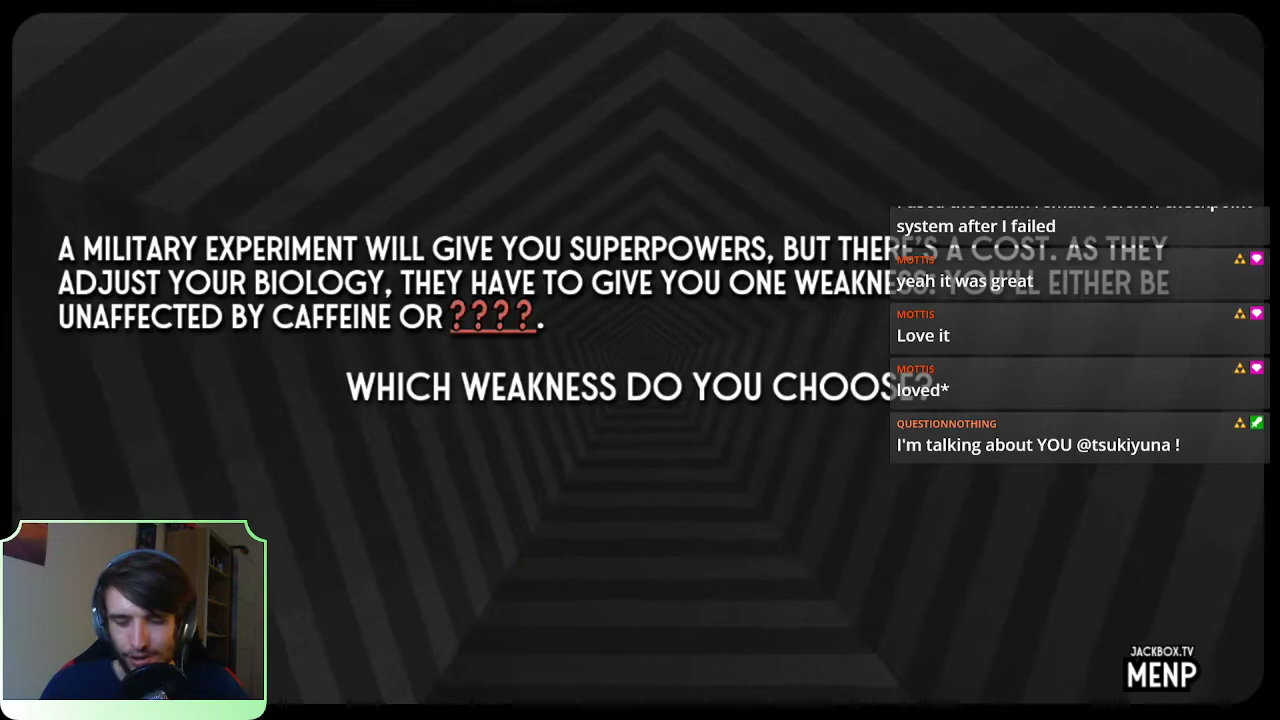 system after I failed
A MILITARY EXPERIMENT WILL GIVE YOU SUPERPOWERS, BUT THERE'S A COST. AS THEY
MOTTIS
yeah it was great
ADJUST YOUR BIOLOGY, THEY HAVE TO GIVE YOU ONE WEAKNESS. YOU'LL EITHER BE
UNAFFECTED BY CAFFEINE OR ????.
MOTTIS
Love it
WHICH WEAKNESS DO YOU CHOOSE?
MOTTIS
loved*
QUESTIONNOTHING
I'm talking about YOU @tsukiyuna !
JACKBOX.TV
MENP